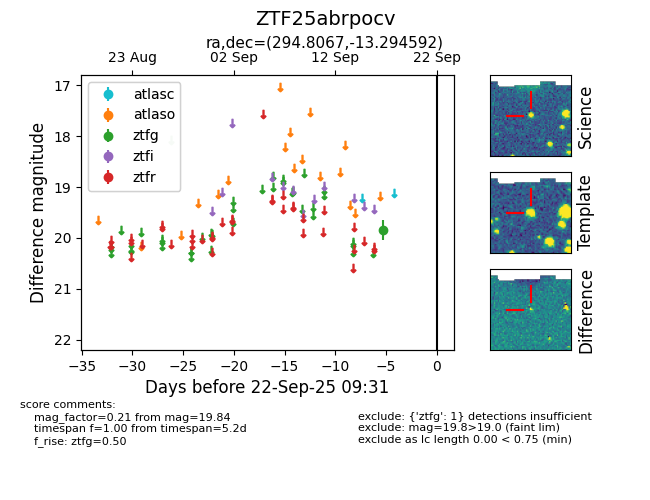 ZTF25abrpocv
ra,dec=(294.8067,-13.294592)
23 Aug
02 Sep
12 Sep
22 Sep
17
18
19
20
21
22
Difference magnitude
atlasc
atlaso
ztfg
ztfi
ztfr
−35
−30
−25
−20
−15
−10
−5
0
Days before 22-Sep-25 09:31
Science
Template
Difference
score comments:
mag_factor=0.21 from mag=19.84
timespan f=1.00 from timespan=5.2d
f_rise: ztfg=0.50
exclude: {'ztfg': 1} detections insufficient
exclude: mag=19.8>19.0 (faint lim)
exclude as lc length 0.00 < 0.75 (min)